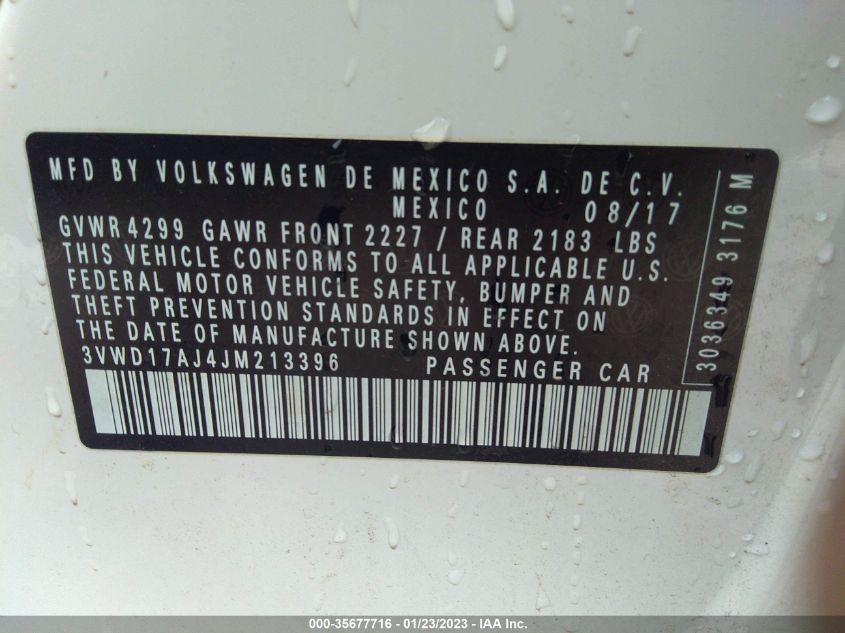 MFD BY VOLKSWAGEN DE MEXICO S.A. DE C.V.
MEXICO 08/17
GVWR 4299 GAWR FRONT 2227 / REAR 2183 LBS
THIS VEHICLE CONFORMS TO ALL APPLICABLE U.S.
FEDERAL MOTOR VEHICLE SAFETY, BUMPER AND
THEFT PREVENTION STANDARDS IN EFFECT ON
THE DATE OF MANUFACTURE SHOWN ABOVE.
3VWD17AJ4JM213396 PASSENGER CAR
3036349 3176 M
000-35677716 - 01/23/2023 - IAA Inc.